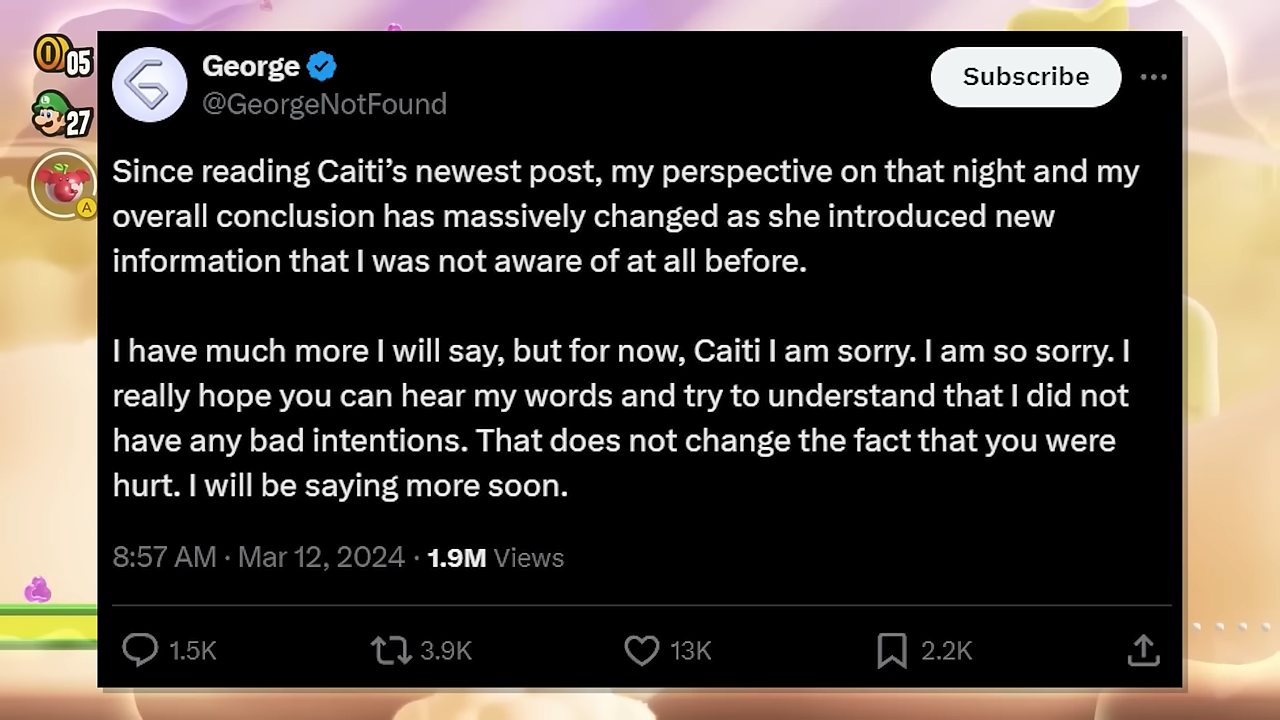 05
27
A
George
@GeorgeNotFound
Subscribe
Since reading Caiti’s newest post, my perspective on that night and my
overall conclusion has massively changed as she introduced new
information that I was not aware of at all before.
I have much more I will say, but for now, Caiti I am sorry. I am so sorry. I
really hope you can hear my words and try to understand that I did not
have any bad intentions. That does not change the fact that you were
hurt. I will be saying more soon.
8:57 AM · Mar 12, 2024 · 1.9M Views
1.5K 3.9K 13K 2.2K